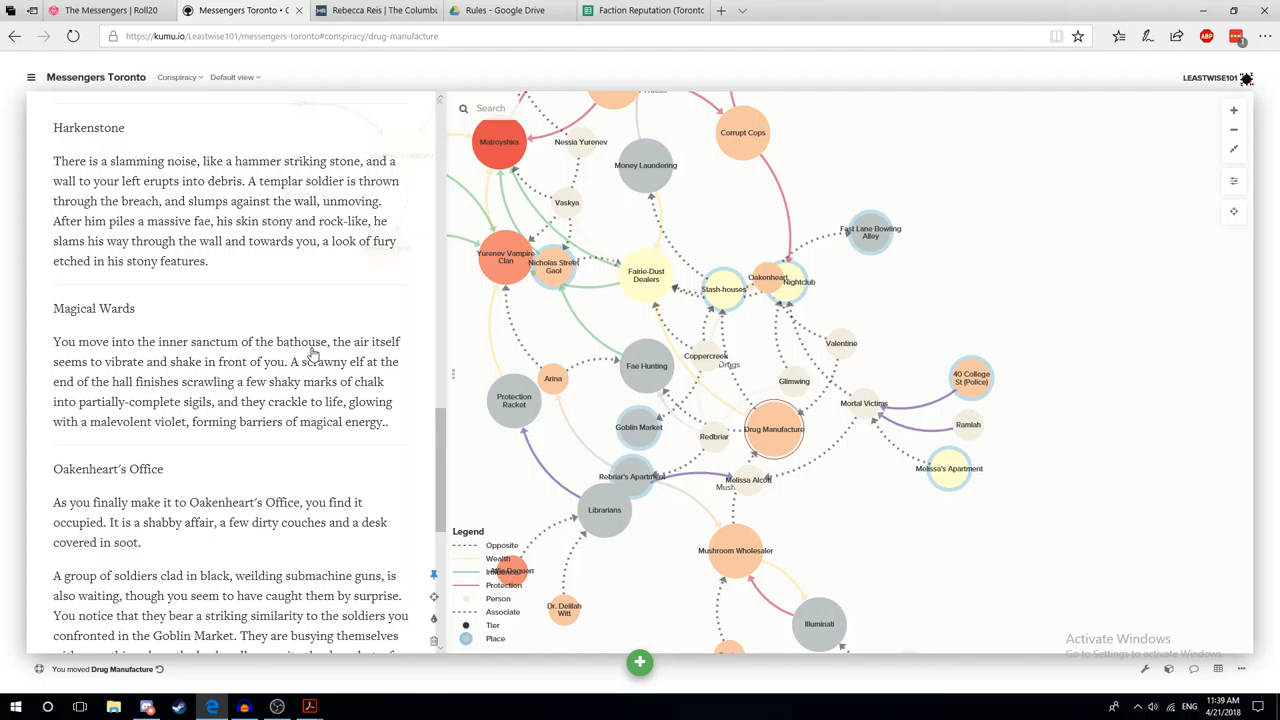 The Messengers | Roll20
Messengers Toronto • C
Rebecca Reis | The Columbu
Rules - Google Drive
Faction Reputation (Toronto
https://kumu.io/Leastwise101/messengers-toronto#conspiracy/drug-manufacture
ABP
1
Messengers Toronto
Conspiracy
Default view
LEASTWISE101
Harkenstone
There is a slamming noise, like a hammer striking stone, and a
wall to your left erupts into debris. A templar soldier is thrown
through the breach, and slumps against the wall, unmoving.
After him piles a massive fae, his skin stony and rock-like, he
slams his way through the wall and towards you, a look of fury
etched in his stony features.
Magical Wards
You move into the inner sanctum of the bathouse, the air itself
seems to vibrate and shake in front of you. A scrawny elf at the
end of the hall finishes scrawling a few shaky marks of chalk
into partially-complete sigils, and they crackle to life, glowing
with a malevolent violet, forming barriers of magical energy..
Oakenheart's Office
As you finally make it to Oakenheart's Office, you find it
occupied. It is a shabby affair, a few dirty couches and a desk
covered in soot.
A group of soldiers clad in black, weilding submachine guns, is
also waiting, though you seem to have caught them by surprise.
You notice that they bear a striking similarity to the soldiers you
confronted in the Goblin Market. They are busying themselves
Search
Matroyshka
Nessia Yurenev
Corrupt Cops
Money Laundering
Vaskya
Fast Lane Bowling
Alley
Yurenev Vampire
Clan
Nicholas Street
Gaol
Fairie-Dust
Dealers
Stash-houses
Oakenheart
Nightclub
Valentine
Coppercreek
Drugs
Fae Hunting
Arina
Glimwing
40 College
St (Police)
Protection
Racket
Mortal Victims
Goblin Market
Redbriar
Drug Manufacture
Ramlah
Melissa's Apartment
Rebriar's Apartment
Melissa Alcott
Mush
Librarians
Mushroom Wholesaler
Dr. Delilah
Witt
Illuminati
Legend
Opposite
Wealth
Protection
Person
Associate
Tier
Place
Activate Windows
Go to Settings to activate Windows.
You moved Drug Manufacture
ENG
11:39 AM
4/21/2018